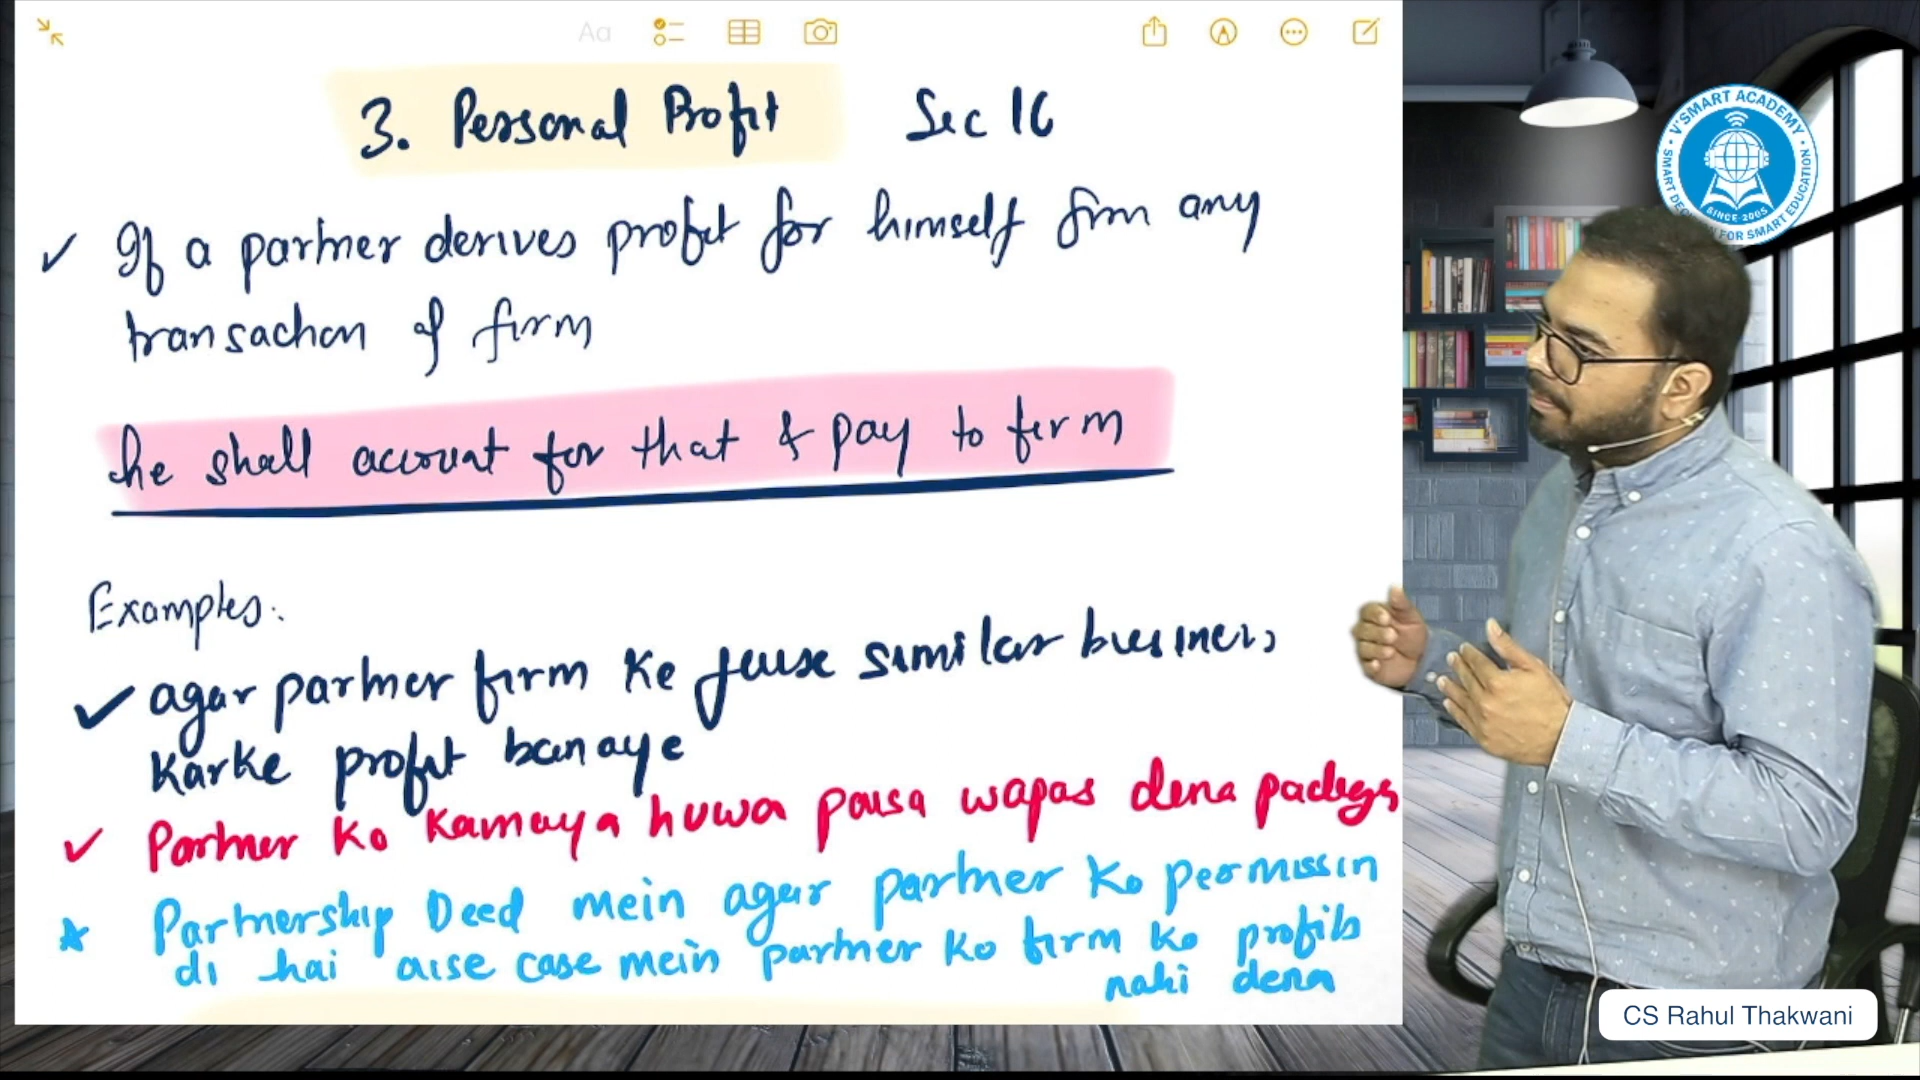 Aa
3. Personal Profit Sec 16
If a partner derives profit for himself from any
transaction of firm
he shall account for that & pay to firm
Examples:
agar partner firm ke jaise similar business
karke profit banaye
Partner ko kamaya huwa paisa wapas dena padega
Partnership Deed mein agar partner ko permission
di hai aise case mein partner ko firm ko profits
nahi dena
V'SMART ACADEMY
SINCE-2005
FOR SMART EDUCATION
CS Rahul Thakwani